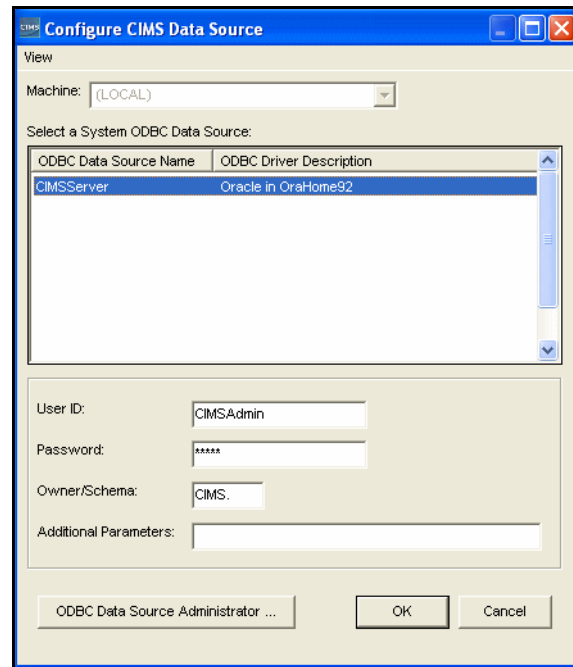 CIMS Configure CIMS Data Source
View
Machine: (LOCAL)
Select a System ODBC Data Source:
ODBC Data Source Name ODBC Driver Description
CIMSServer Oracle in OraHome92
User ID: CIMSAdmin
Password: *****
Owner/Schema: CIMS.
Additional Parameters:
ODBC Data Source Administrator ... OK Cancel